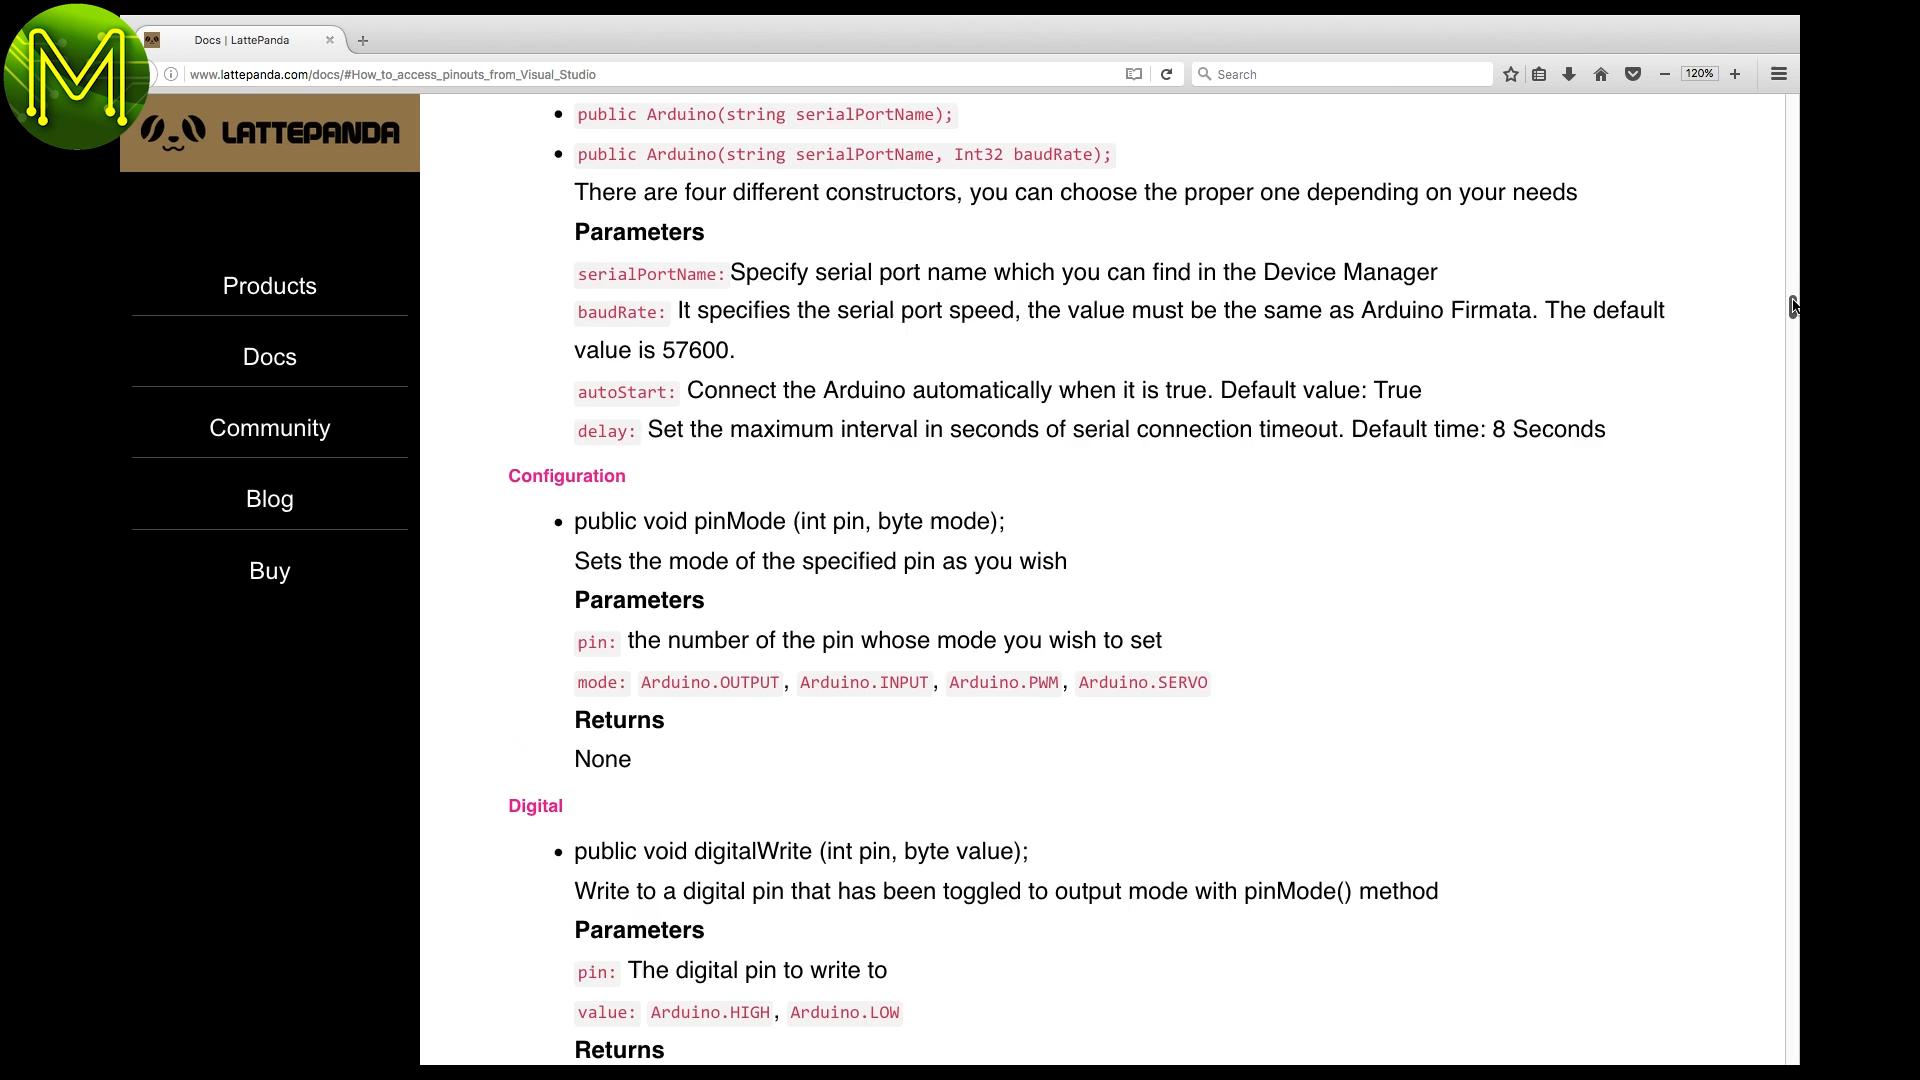 M
Docs | LattePanda
www.lattepanda.com/docs/#How_to_access_pinouts_from_Visual_Studio
Search
120%
LATTEPANDA
Products
Docs
Community
Blog
Buy
public Arduino(string serialPortName);
public Arduino(string serialPortName, Int32 baudRate);
There are four different constructors, you can choose the proper one depending on your needs
Parameters
serialPortName: Specify serial port name which you can find in the Device Manager
baudRate: It specifies the serial port speed, the value must be the same as Arduino Firmata. The default
value is 57600.
autoStart: Connect the Arduino automatically when it is true. Default value: True
delay: Set the maximum interval in seconds of serial connection timeout. Default time: 8 Seconds
Configuration
public void pinMode (int pin, byte mode);
Sets the mode of the specified pin as you wish
Parameters
pin: the number of the pin whose mode you wish to set
mode: Arduino.OUTPUT, Arduino.INPUT, Arduino.PWM, Arduino.SERVO
Returns
None
Digital
public void digitalWrite (int pin, byte value);
Write to a digital pin that has been toggled to output mode with pinMode() method
Parameters
pin: The digital pin to write to
value: Arduino.HIGH, Arduino.LOW
Returns